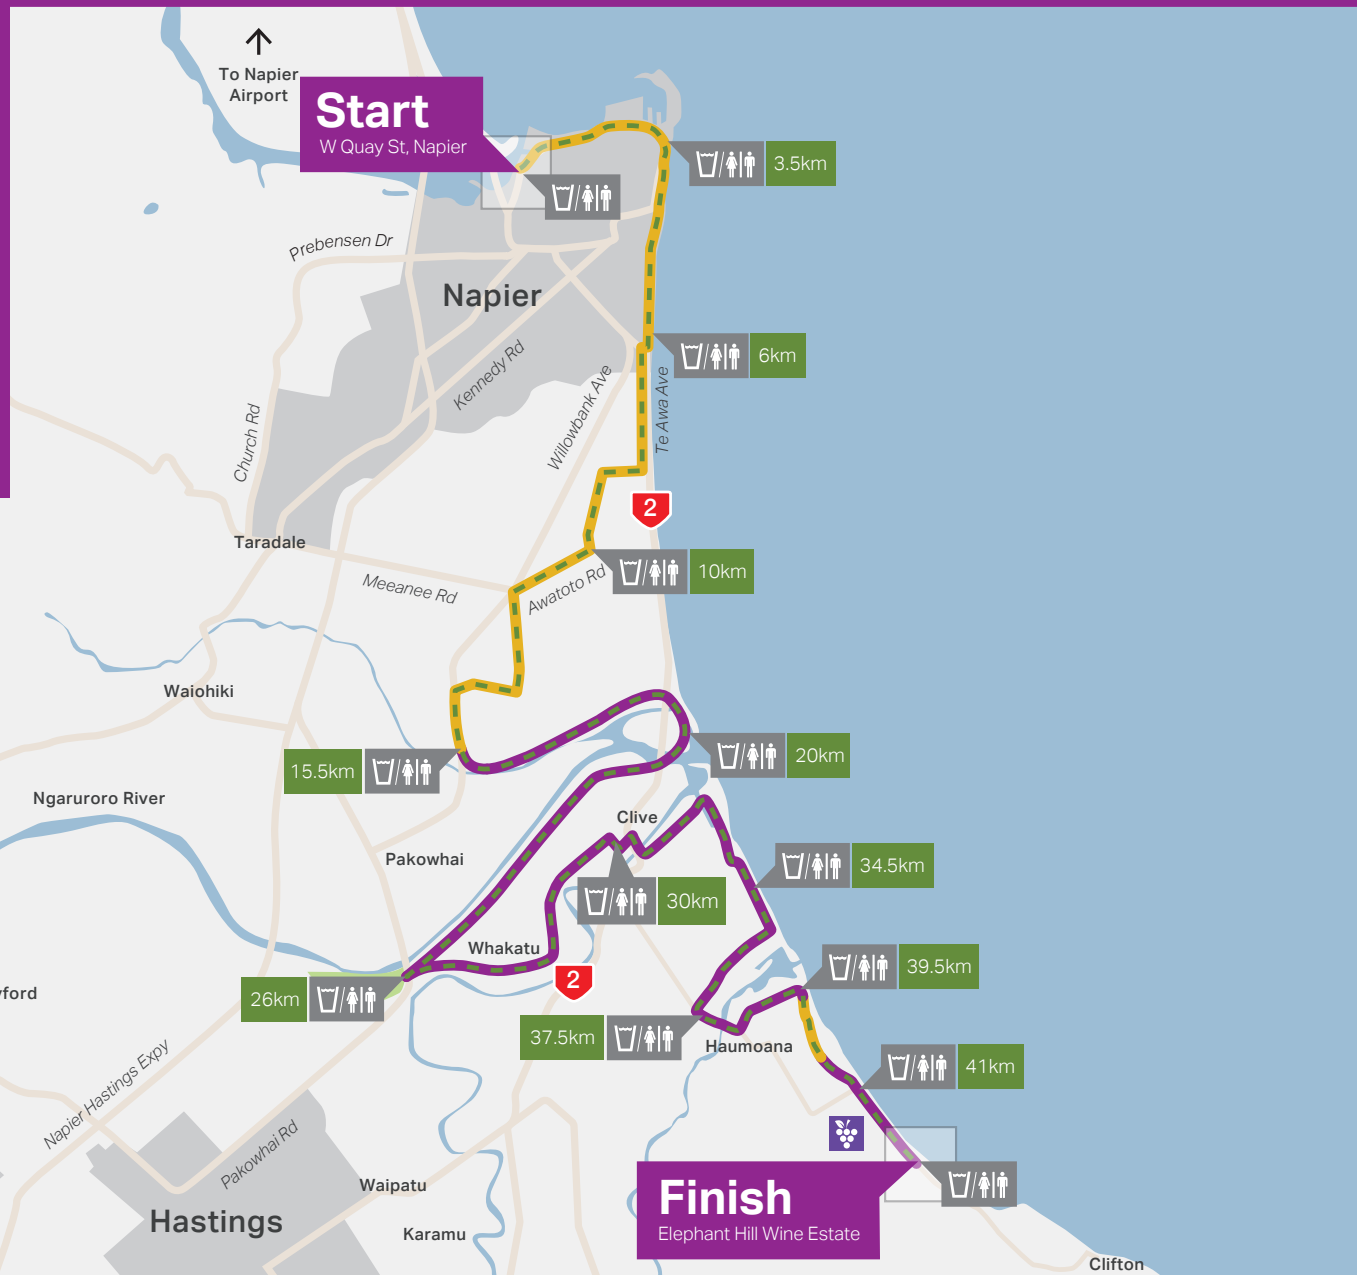 To Napier
Airport
Start
W Quay St, Napier
3.5km
Prebensen Dr
Napier
6km
Kennedy Rd
Willowbank Ave
Te Awa Ave
Church Rd
2
Taradale
10km
Meeanee Rd
Awatoto Rd
Waiohiki
15.5km
20km
Ngaruroro River
Clive
Pakowhai
34.5km
30km
Whakatu
39.5km
2
26km
37.5km
Haumoana
41km
Napier Hastings Expy
Pakowhai Rd
Waipatu
Finish
Elephant Hill Wine Estate
Hastings
Karamu
Clifton